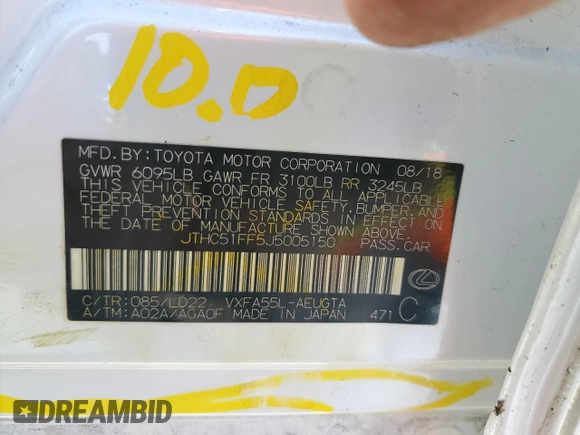 10.0
MFD. BY: TOYOTA MOTOR CORPORATION 08/18
GVWR 6095LB GAWR FR 3100LB RR 3245LB
THIS VEHICLE CONFORMS TO ALL APPLICABLE
FEDERAL MOTOR VEHICLE SAFETY, BUMPER, AND
THEFT PREVENTION STANDARDS IN EFFECT ON
THE DATE OF MANUFACTURE SHOWN ABOVE.
JTHC51FF5J5005150 PASS.CAR
C/TR: 085/LD22 VXFA55L-AEUGTA
A/TM: A02A/AGA0F MADE IN JAPAN 471 C
DREAMBID